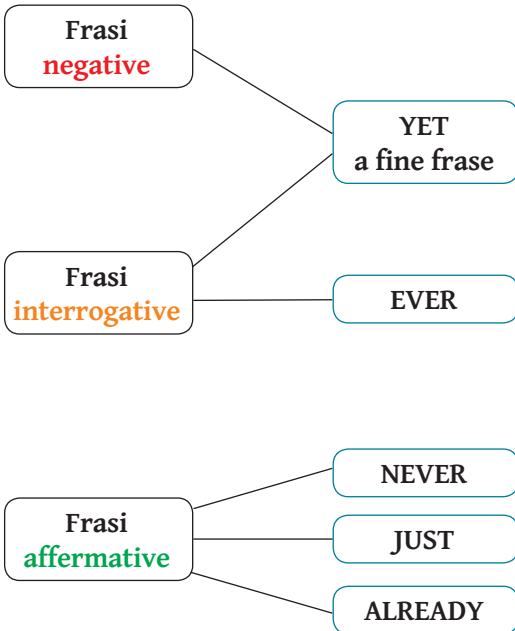 Frasi
negative
YET
a fine frase
Frasi
interrogative
EVER
NEVER
Frasi
affermative
JUST
ALREADY